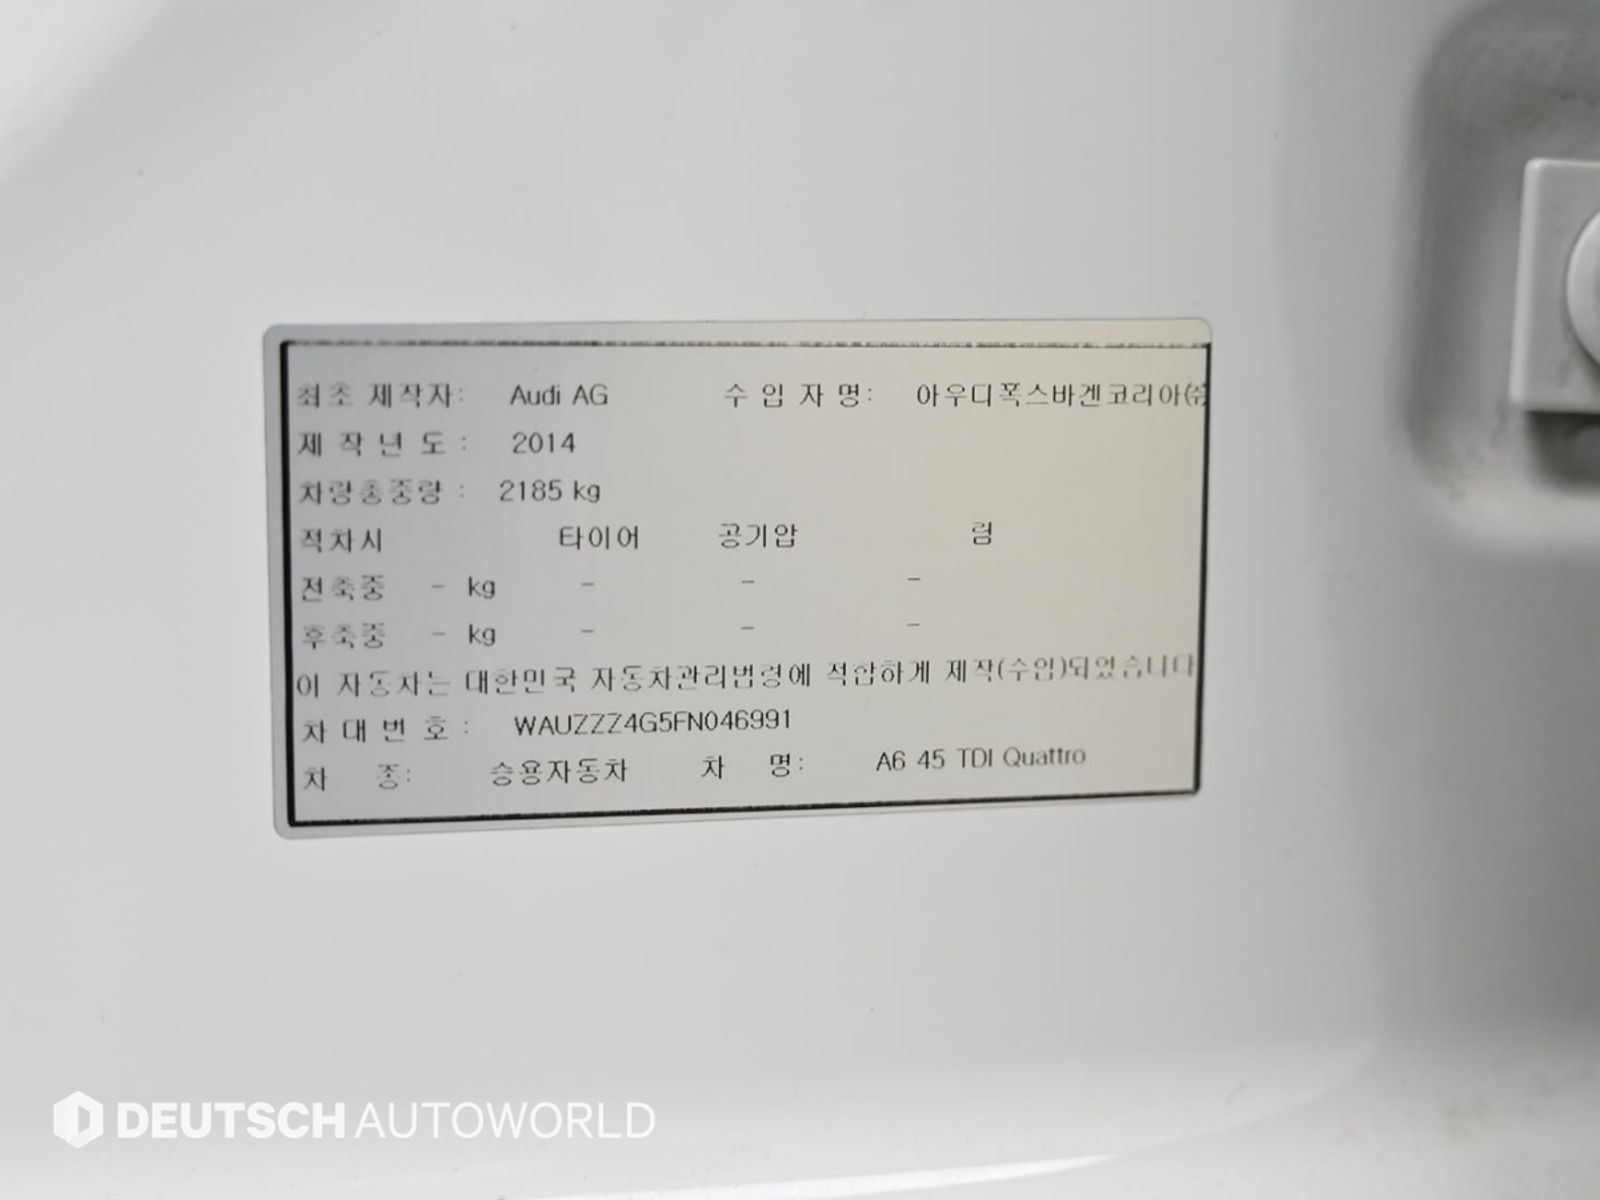 최초 제작자: Audi AG 수 입 자 명: 아우디폭스바겐코리아㈜
제 작 년 도 : 2014
차량총중량 : 2185 kg
적차시 타이어 공기압 림
전축중 - kg - - -
후축중 - kg - - -
이 자동차는 대한민국 자동차관리법령에 적합하게 제작(수입)되었습니다
차 대 번 호 : WAUZZZ4G5FN046991
차 종: 승용자동차 차 명: A6 45 TDI Quattro
DEUTSCH AUTOWORLD